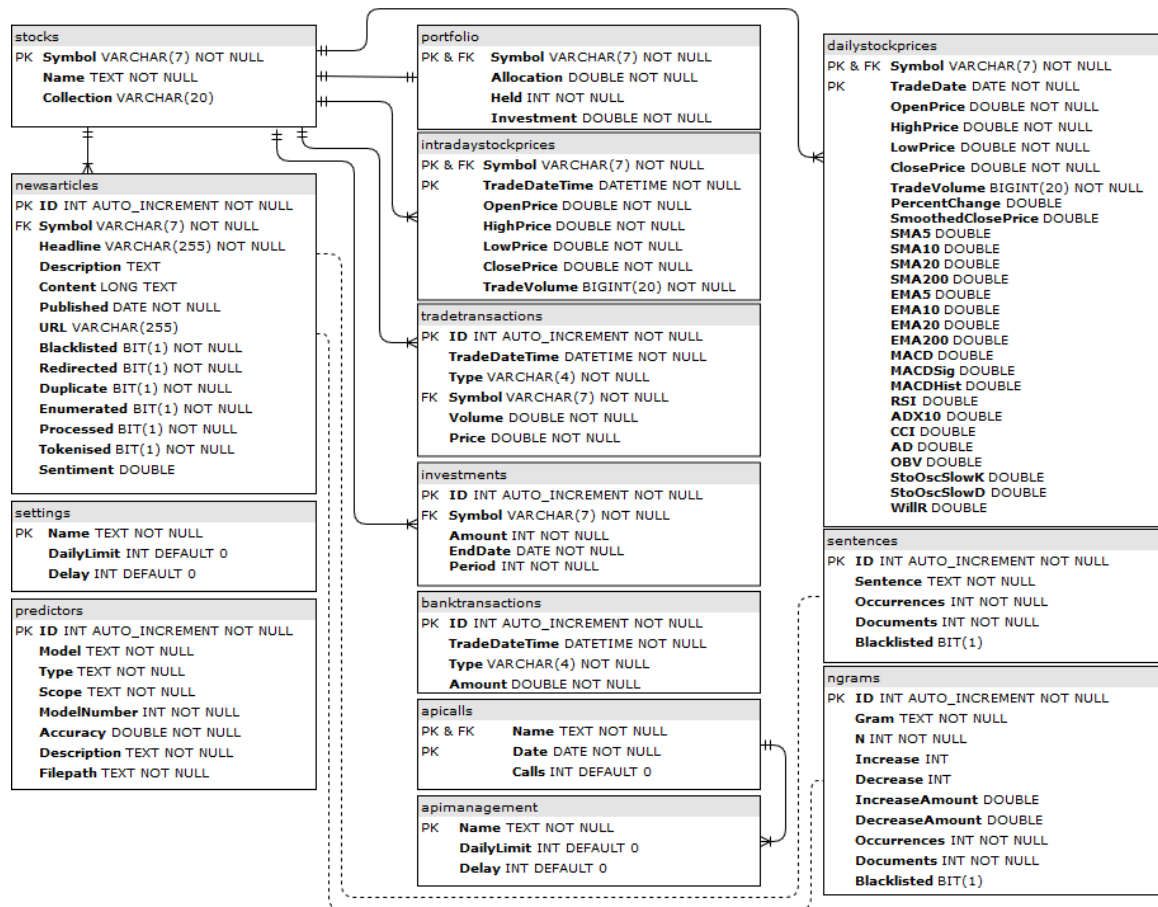 stocks
PK Symbol VARCHAR(7) NOT NULL
Name TEXT NOT NULL
Collection VARCHAR(20)
newsarticles
PK ID INT AUTO_INCREMENT NOT NULL
FK Symbol VARCHAR(7) NOT NULL
Headline VARCHAR(255) NOT NULL
Description TEXT
Content LONG TEXT
Published DATE NOT NULL
URL VARCHAR(255)
Blacklisted BIT(1) NOT NULL
Redirected BIT(1) NOT NULL
Duplicate BIT(1) NOT NULL
Enumerated BIT(1) NOT NULL
Processed BIT(1) NOT NULL
Tokenised BIT(1) NOT NULL
Sentiment DOUBLE
settings
PK Name TEXT NOT NULL
DailyLimit INT DEFAULT 0
Delay INT DEFAULT 0
predictors
PK ID INT AUTO_INCREMENT NOT NULL
Model TEXT NOT NULL
Type TEXT NOT NULL
Scope TEXT NOT NULL
ModelNumber INT NOT NULL
Accuracy DOUBLE NOT NULL
Description TEXT NOT NULL
Filepath TEXT NOT NULL
portfolio
PK & FK Symbol VARCHAR(7) NOT NULL
Allocation DOUBLE NOT NULL
Held INT NOT NULL
Investment DOUBLE NOT NULL
intradaystockprices
PK & FK Symbol VARCHAR(7) NOT NULL
PK TradeDateTime DATETIME NOT NULL
OpenPrice DOUBLE NOT NULL
HighPrice DOUBLE NOT NULL
LowPrice DOUBLE NOT NULL
ClosePrice DOUBLE NOT NULL
TradeVolume BIGINT(20) NOT NULL
tradetransactions
PK ID INT AUTO_INCREMENT NOT NULL
TradeDateTime DATETIME NOT NULL
Type VARCHAR(4) NOT NULL
FK Symbol VARCHAR(7) NOT NULL
Volume DOUBLE NOT NULL
Price DOUBLE NOT NULL
investments
PK ID INT AUTO_INCREMENT NOT NULL
FK Symbol VARCHAR(7) NOT NULL
Amount INT NOT NULL
EndDate DATE NOT NULL
Period INT NOT NULL
banktransactions
PK ID INT AUTO_INCREMENT NOT NULL
TradeDateTime DATETIME NOT NULL
Type VARCHAR(4) NOT NULL
Amount DOUBLE NOT NULL
apicalls
PK & FK Name TEXT NOT NULL
PK Date DATE NOT NULL
Calls INT DEFAULT 0
apimanagement
PK Name TEXT NOT NULL
DailyLimit INT DEFAULT 0
Delay INT DEFAULT 0
dailystockprices
PK & FK Symbol VARCHAR(7) NOT NULL
PK TradeDate DATE NOT NULL
OpenPrice DOUBLE NOT NULL
HighPrice DOUBLE NOT NULL
LowPrice DOUBLE NOT NULL
ClosePrice DOUBLE NOT NULL
TradeVolume BIGINT(20) NOT NULL
PercentChange DOUBLE
SmoothedClosePrice DOUBLE
SMA5 DOUBLE
SMA10 DOUBLE
SMA20 DOUBLE
SMA200 DOUBLE
EMA5 DOUBLE
EMA10 DOUBLE
EMA20 DOUBLE
EMA200 DOUBLE
MACD DOUBLE
MACDSig DOUBLE
MACDHist DOUBLE
RSI DOUBLE
ADX10 DOUBLE
CCI DOUBLE
AD DOUBLE
OBV DOUBLE
StoOscSlowK DOUBLE
StoOscSlowD DOUBLE
WillR DOUBLE
sentences
PK ID INT AUTO_INCREMENT NOT NULL
Sentence TEXT NOT NULL
Occurrences INT NOT NULL
Documents INT NOT NULL
Blacklisted BIT(1)
ngrams
PK ID INT AUTO_INCREMENT NOT NULL
Gram TEXT NOT NULL
N INT NOT NULL
Increase INT
Decrease INT
IncreaseAmount DOUBLE
DecreaseAmount DOUBLE
Occurrences INT NOT NULL
Documents INT NOT NULL
Blacklisted BIT(1)